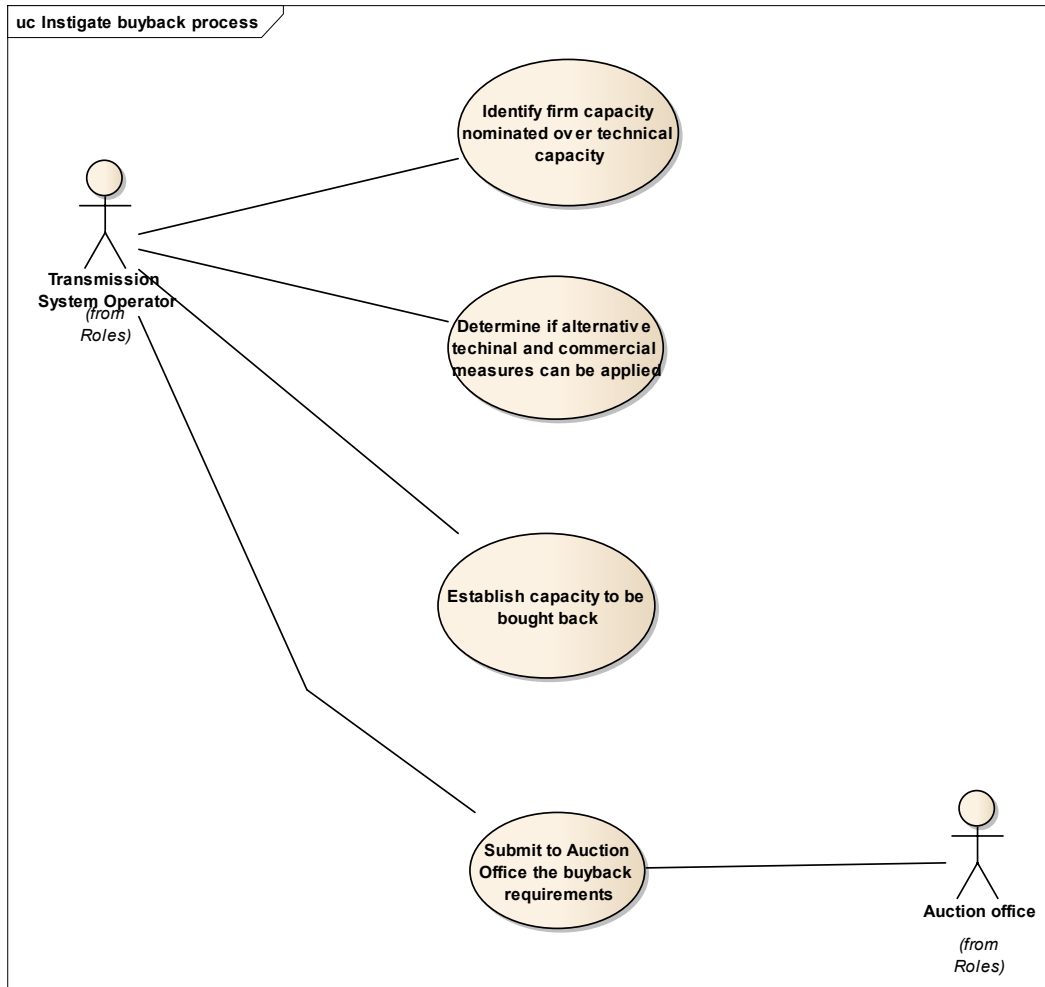 uc Instigate buyback process
Identify firm capacity
nominated over technical
capacity
Transmission
System Operator
(from
Roles)
Determine if alternative
techinal and commercial
measures can be applied
Establish capacity to be
bought back
Submit to Auction
Office the buyback
requirements
Auction office
(from
Roles)